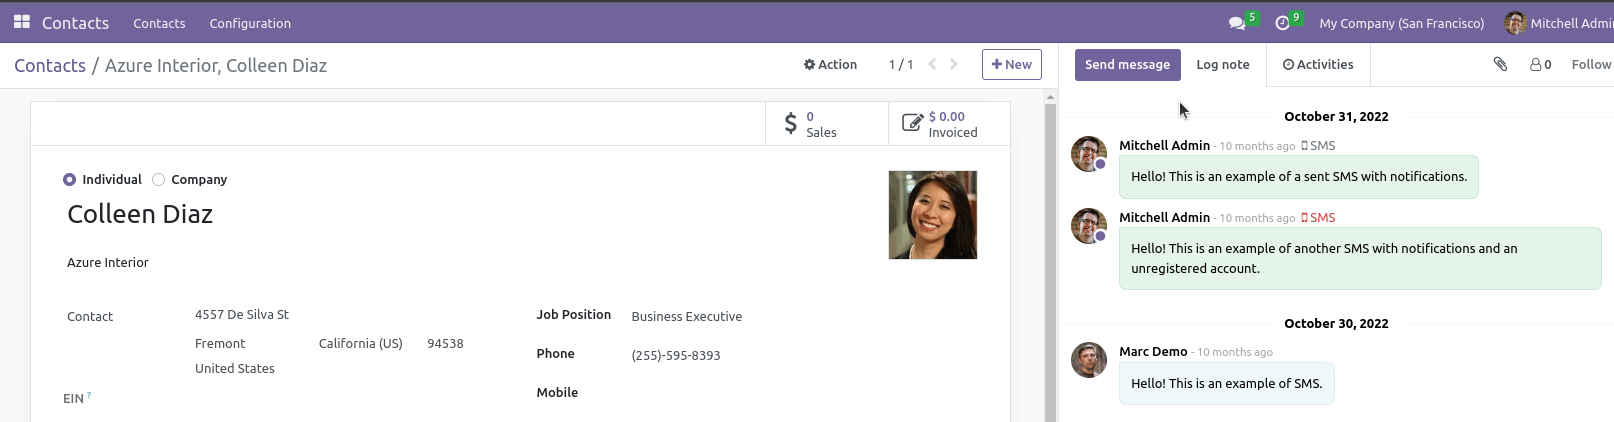 Contacts Contacts Configuration 5 9 My Company (San Francisco) Mitchell Admin
Contacts / Azure Interior, Colleen Diaz Action 1 / 1 New
Send message Log note Activities 0 Follow
0
Sales
$ 0.00
Invoiced
Individual Company
Colleen Diaz
Azure Interior
Contact 4557 De Silva St
Fremont California (US) 94538
United States
EIN ?
Job Position Business Executive
Phone (255)-595-8393
Mobile
October 31, 2022
Mitchell Admin - 10 months ago SMS
Hello! This is an example of a sent SMS with notifications.
Mitchell Admin - 10 months ago SMS
Hello! This is an example of another SMS with notifications and an
unregistered account.
October 30, 2022
Marc Demo - 10 months ago
Hello! This is an example of SMS.